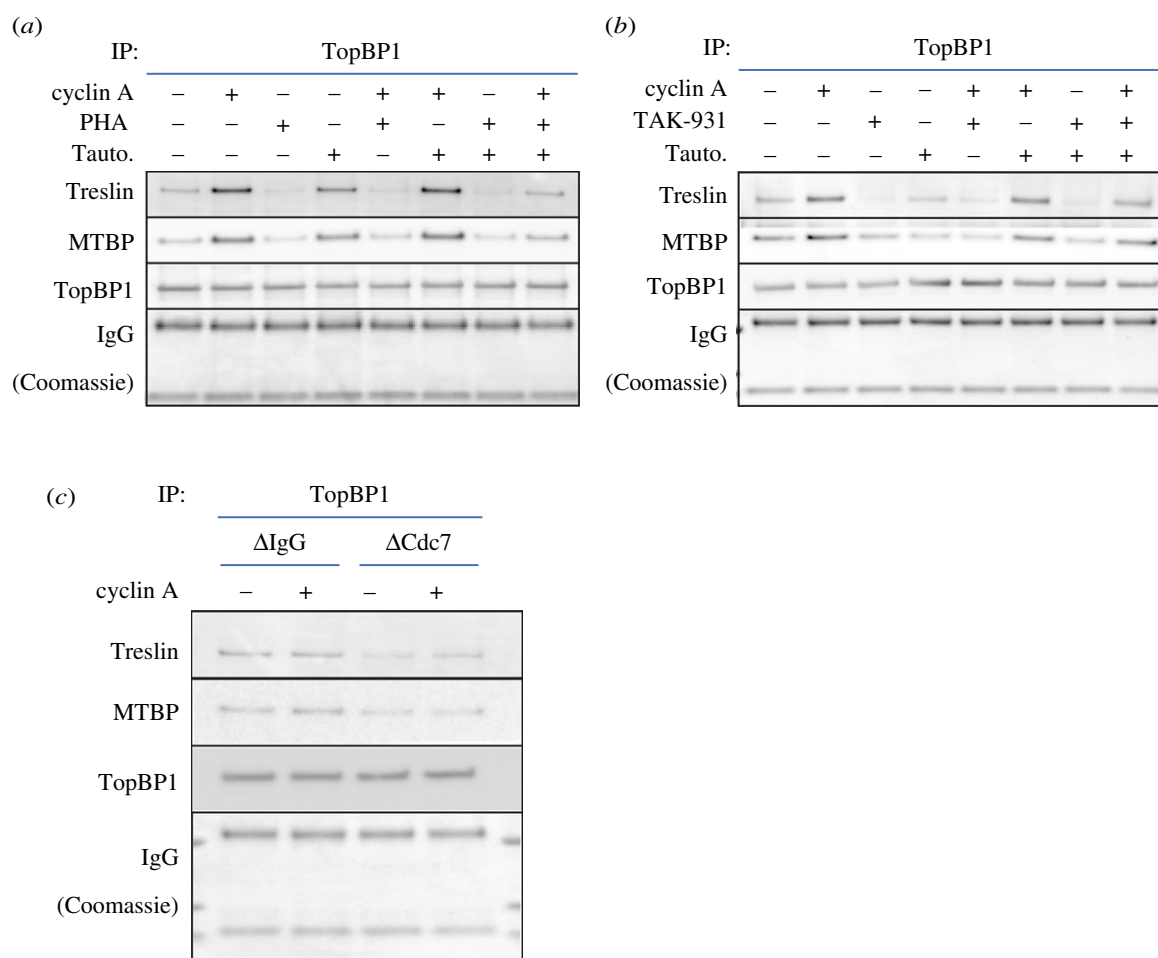 (a)
IP: TopBP1
cyclin A – + – – + + – +
PHA – – + – + – + +
Tauto. – – – + – + + +
Treslin
MTBP
TopBP1
IgG
(Coomassie)
(b)
IP: TopBP1
cyclin A – + – – + + – +
TAK-931 – – + – + – + +
Tauto. – – – + – + + +
Treslin
MTBP
TopBP1
IgG
(Coomassie)
(c)
IP: TopBP1
ΔIgG ΔCdc7
cyclin A – + – +
Treslin
MTBP
TopBP1
IgG
(Coomassie)